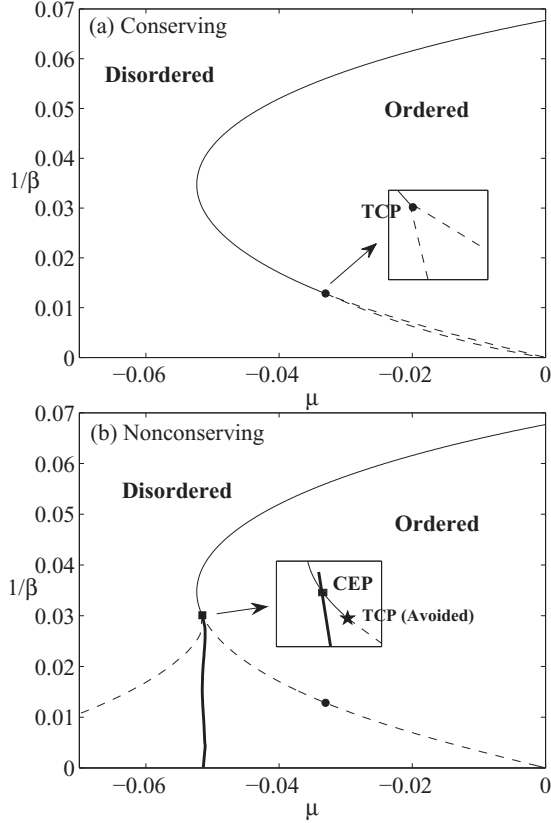 0.07
(a) Conserving
Disordered
0.06
Ordered
0.05
0.04
1/β
0.03
TCP
0.02
0.01
0
−0.06
−0.04
−0.02
0
μ
0.07
(b) Nonconserving
0.06
Disordered
Ordered
0.05
0.04
1/β
CEP
0.03
TCP (Avoided)
0.02
0.01
0
−0.06
−0.04
−0.02
0
μ